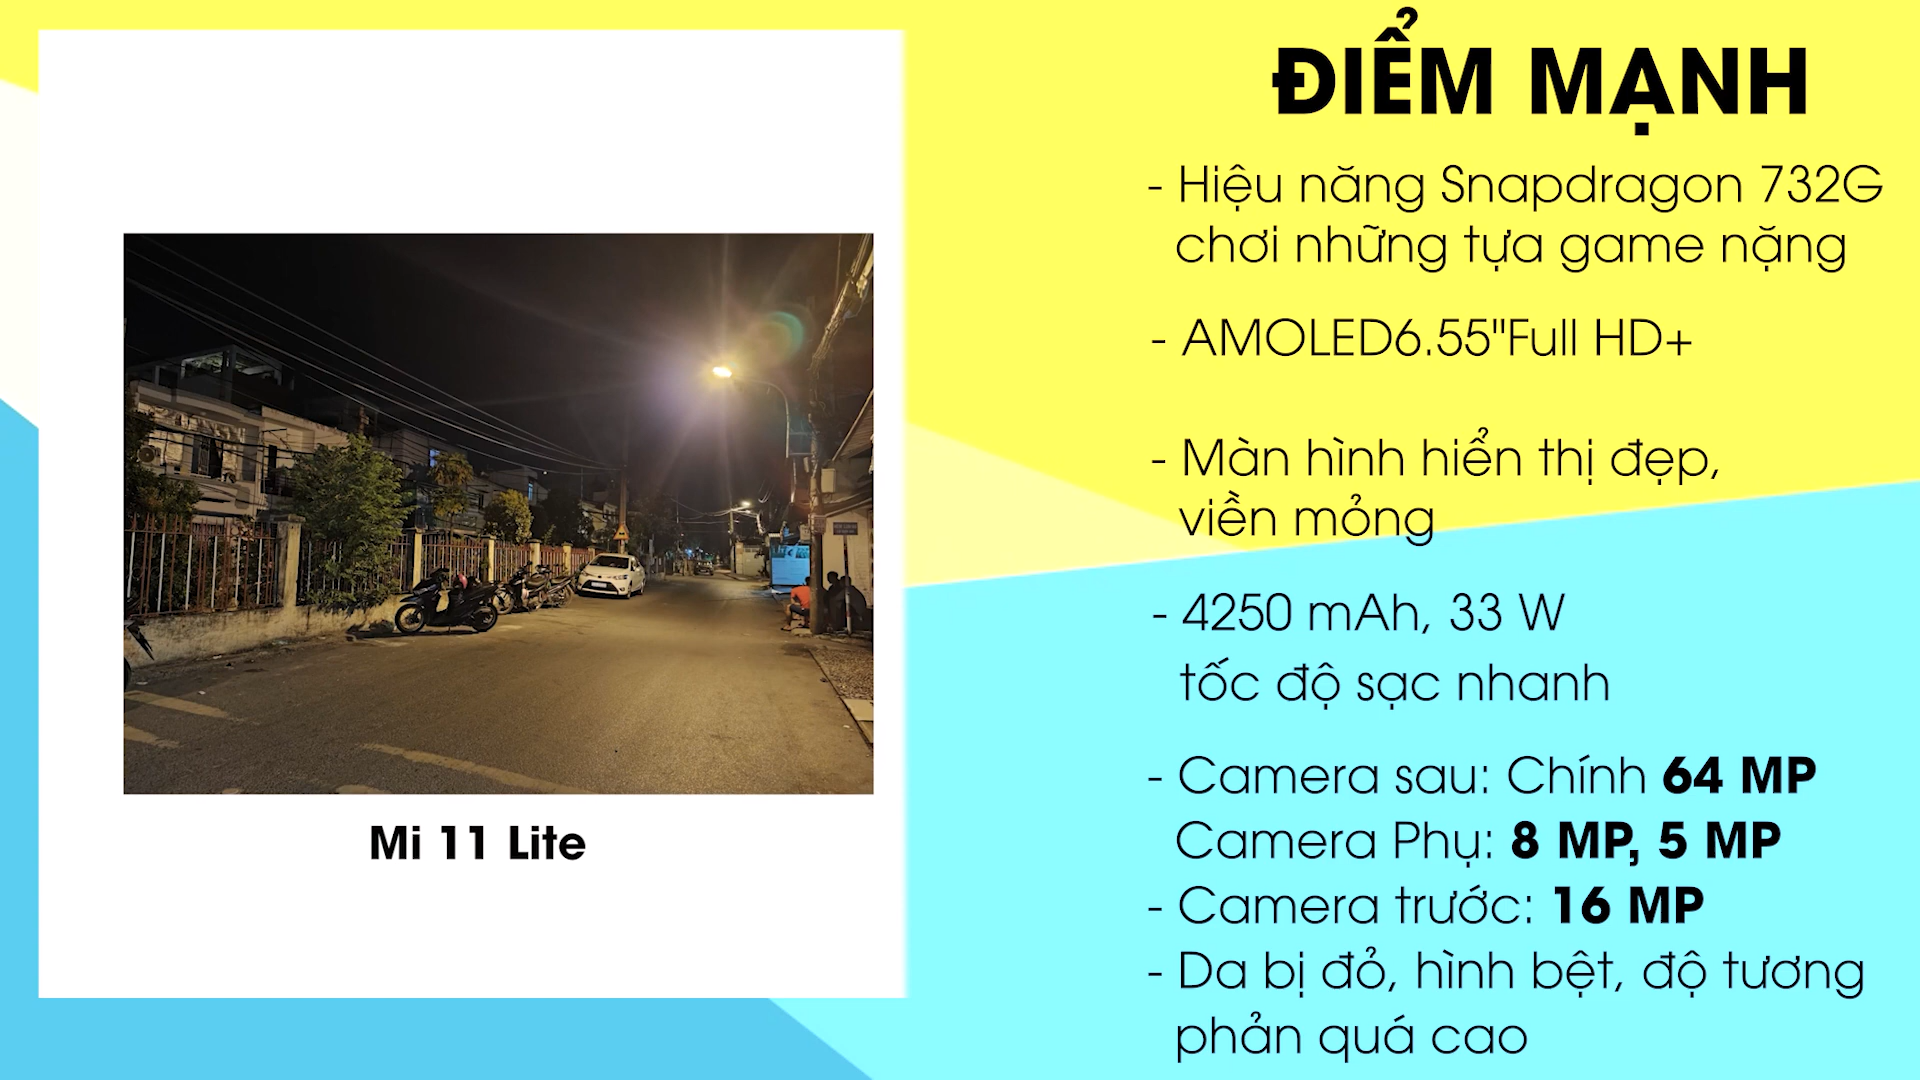 ĐIỂM MẠNH
- Hiệu năng Snapdragon 732G
chơi những tựa game nặng
- AMOLED6.55"Full HD+
- Màn hình hiển thị đẹp,
viền mỏng
- 4250 mAh, 33 W
tốc độ sạc nhanh
- Camera sau: Chính 64 MP
Camera Phụ: 8 MP, 5 MP
- Camera trước: 16 MP
- Da bị đỏ, hình bệt, độ tương
phản quá cao
Mi 11 Lite